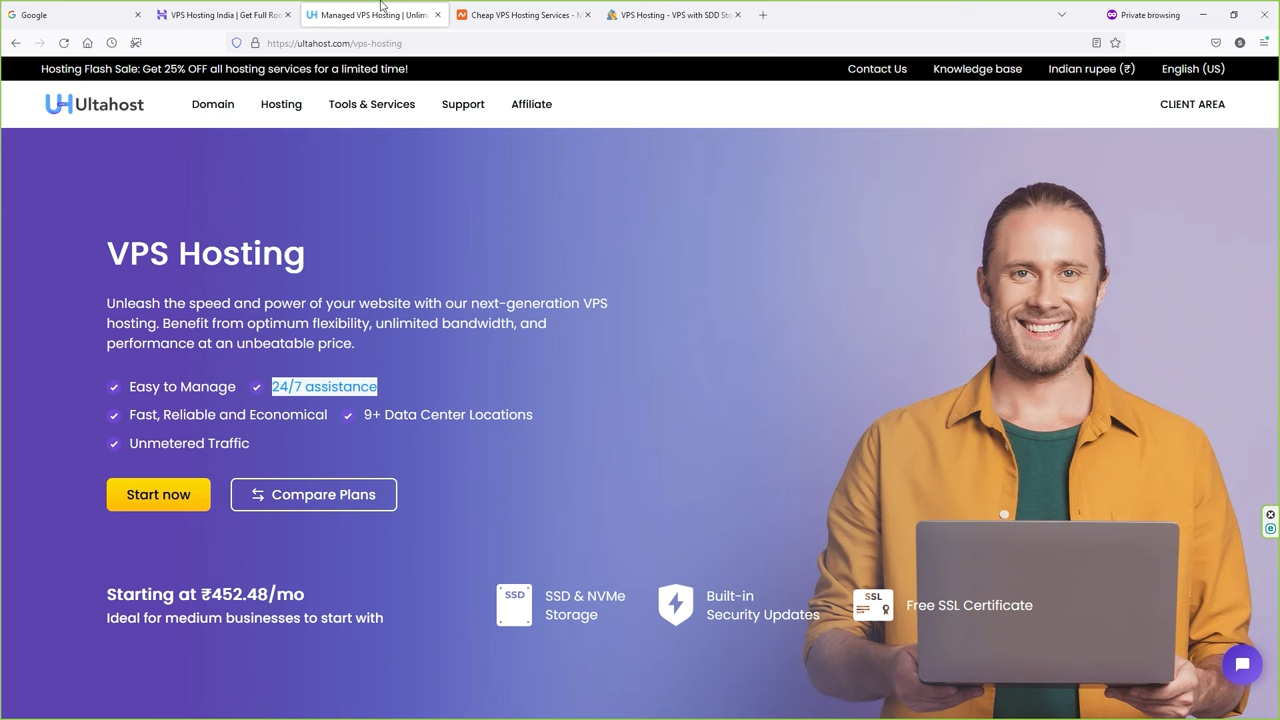 Google
VPS Hosting India | Get Full Roo
Managed VPS Hosting | Unlim
Cheap VPS Hosting Services - M
VPS Hosting - VPS with SDD Sto
Private browsing
https://ultahost.com/vps-hosting
Hosting Flash Sale: Get 25% OFF all hosting services for a limited time!
Contact Us
Knowledge base
Indian rupee (₹)
English (US)
UH Ultahost
Domain
Hosting
Tools & Services
Support
Affiliate
CLIENT AREA
VPS Hosting
Unleash the speed and power of your website with our next-generation VPS
hosting. Benefit from optimum flexibility, unlimited bandwidth, and
performance at an unbeatable price.
Easy to Manage
24/7 assistance
Fast, Reliable and Economical
9+ Data Center Locations
Unmetered Traffic
Start now
Compare Plans
Starting at ₹452.48/mo
Ideal for medium businesses to start with
SSD
SSD & NVMe
Storage
Built-in
Security Updates
SSL
Free SSL Certificate